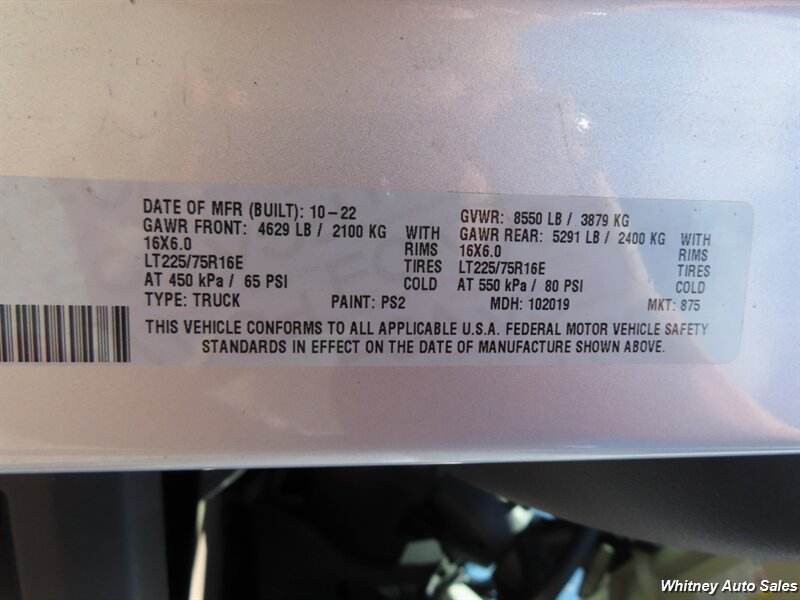 DATE OF MFR (BUILT): 10-22 GVWR: 8550 LB / 3879 KG
GAWR FRONT: 4629 LB / 2100 KG WITH GAWR REAR: 5291 LB / 2400 KG WITH
16X6.0 RIMS 16X6.0 RIMS
LT225/75R16E TIRES LT225/75R16E TIRES
AT 450 kPa / 65 PSI COLD AT 550 kPa / 80 PSI COLD
TYPE: TRUCK PAINT: PS2 MDH: 102019 MKT: 875
THIS VEHICLE CONFORMS TO ALL APPLICABLE U.S.A. FEDERAL MOTOR VEHICLE SAFETY
STANDARDS IN EFFECT ON THE DATE OF MANUFACTURE SHOWN ABOVE.
Whitney Auto Sales